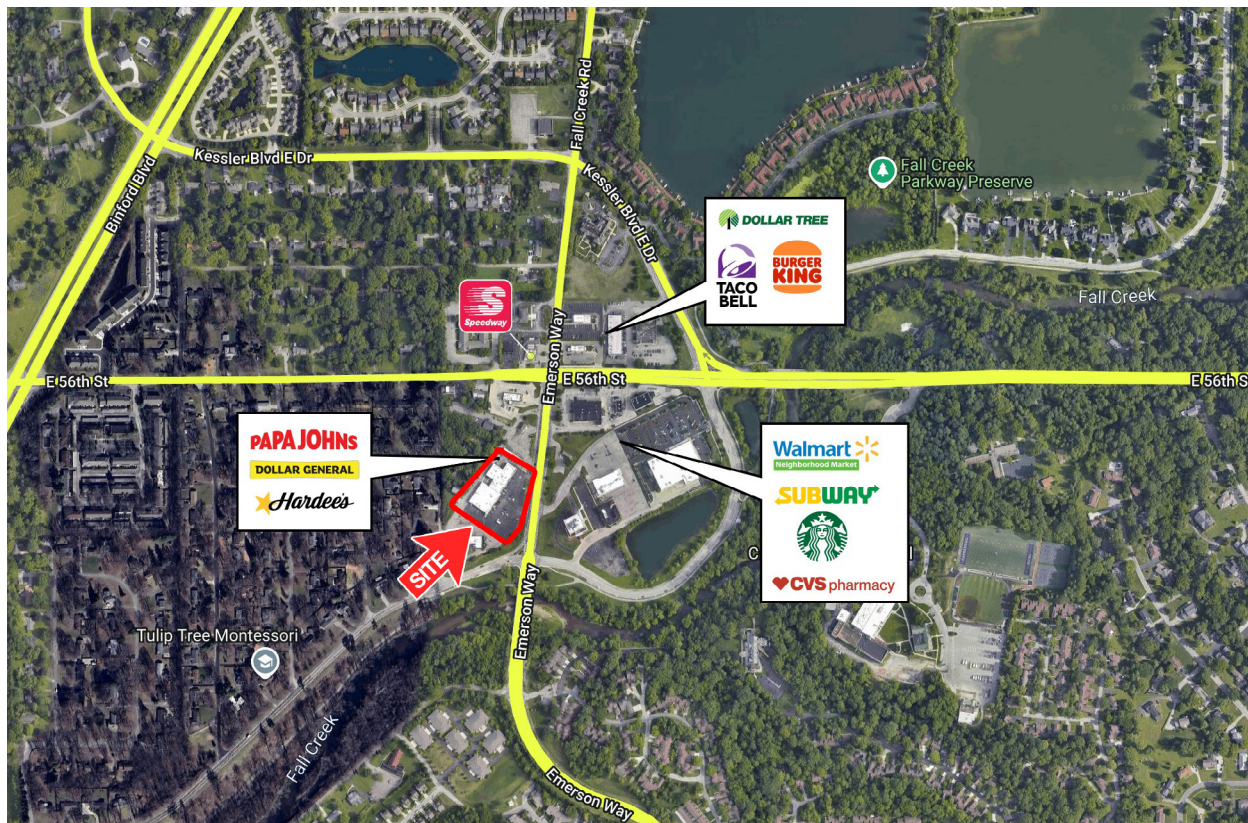 Fall Creek Rd
Kessler Blvd E Dr
Binford Blvd
Kessler Blvd E Dr
Fall Creek
Parkway Preserve
DOLLAR TREE
TACO
BELL
BURGER
KING
Fall Creek
S
Speedway
Emerson Way
E 56th St
E 56th St
E 56th S
PAPA JOHNS
DOLLAR GENERAL
Hardee's
Walmart
Neighborhood Market
SUBWAY
CVS pharmacy
SITE
Emerson Way
Tulip Tree Montessori
Fall Creek
Emerson Way